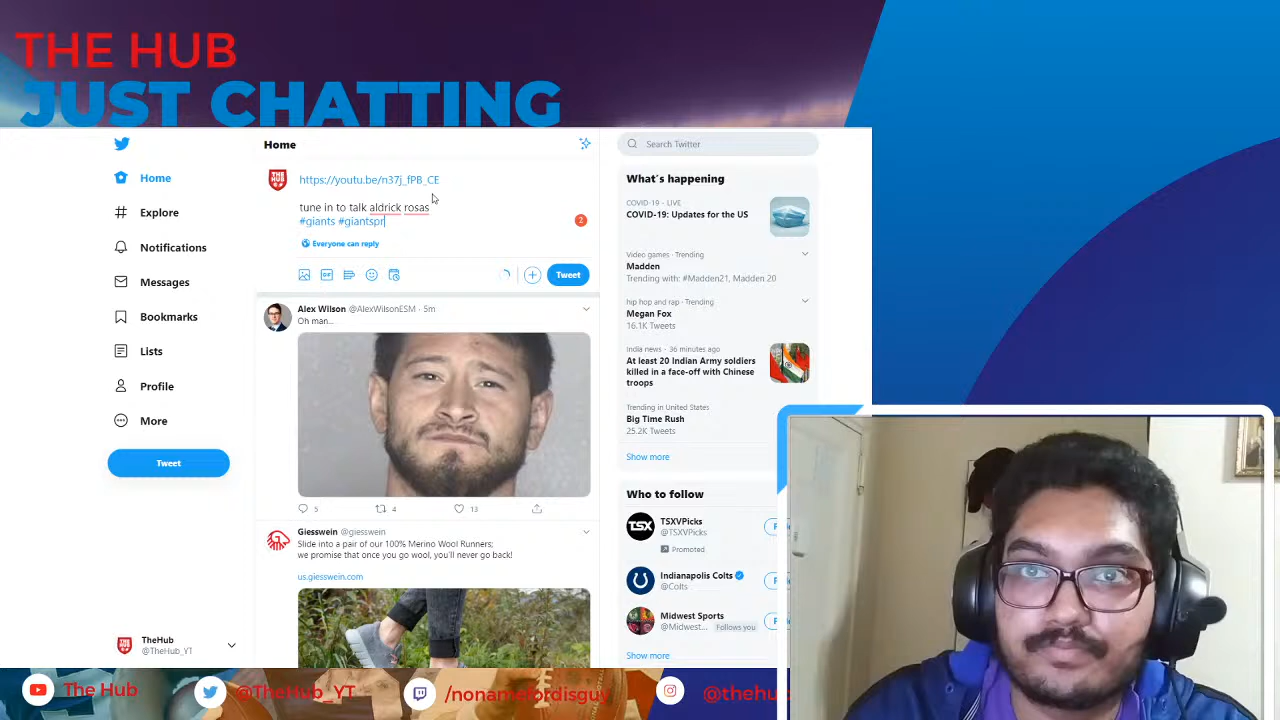 THE HUB
JUST CHATTING
Home
Explore
Notifications
Messages
Bookmarks
Lists
Profile
More
Tweet
TheHub
@TheHub_YT
Home
https://youtu.be/n37j_fPB_CE
tune in to talk aldrick rosas
#giants #giantspr
2
Everyone can reply
GIF
Tweet
Alex Wilson @AlexWilsonESM · 5m
Oh man...
5 4 13
Giesswein @giesswein
Slide into a pair of our 100% Merino Wool Runners;
we promise that once you go wool, you'll never go back!
us.giesswein.com
Search Twitter
What's happening
COVID-19 · LIVE
COVID-19: Updates for the US
Video games · Trending
Madden
Trending with: #Madden21, Madden 20
hip hop and rap · Trending
Megan Fox
16.1K Tweets
India news · 36 minutes ago
At least 20 Indian Army soldiers
killed in a face-off with Chinese
troops
Trending in United States
Big Time Rush
25.2K Tweets
Show more
Who to follow
TSX
TSXVPicks
@TSXVPicks
Promoted
Indianapolis Colts
@Colts
Midwest Sports
@Midwest... Follows you
Show more
The Hub
@TheHub_YT
/nonamefordisguy
@thehub